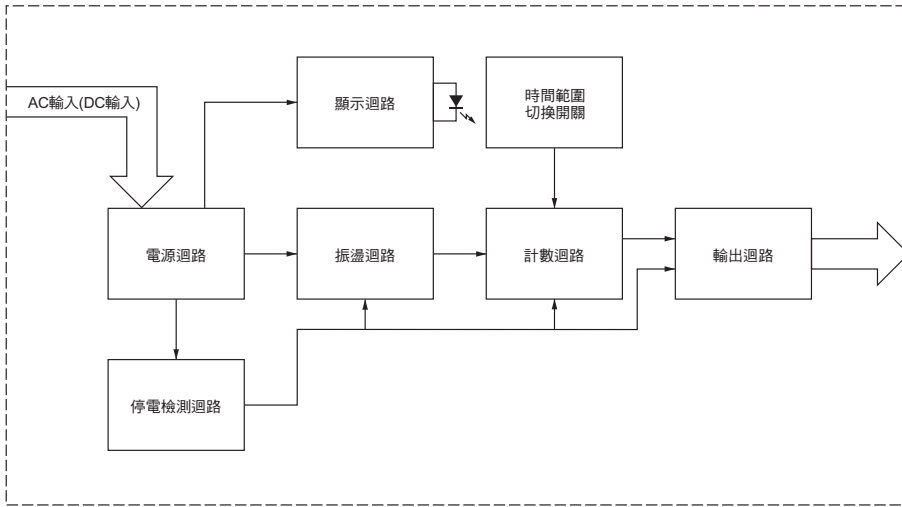 AC輸入(DC輸入)
顯示迴路
時間範圍
切換開關
電源迴路
振盪迴路
計數迴路
輸出迴路
停電檢測迴路